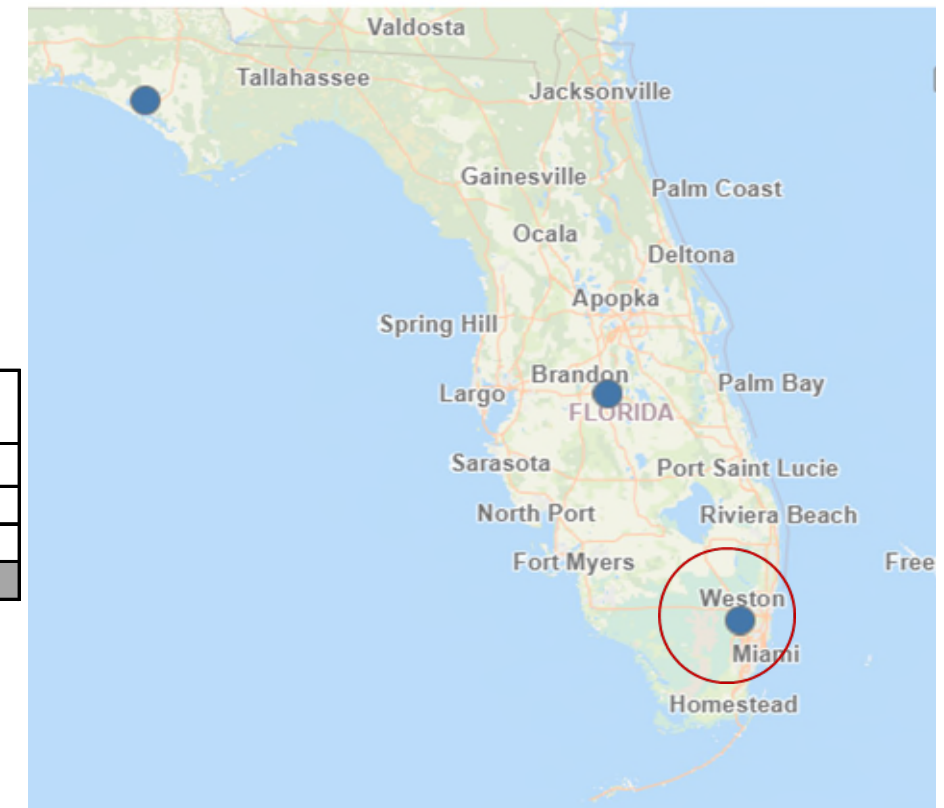 Valdosta
Tallahassee
Jacksonville
Gainesville
Palm Coast
Ocala
Deltona
Apopka
Spring Hill
Brandon
Largo
Palm Bay
FLORIDA
Sarasota
Port Saint Lucie
North Port
Riviera Beach
Fort Myers
Free
Weston
Miami
Homestead